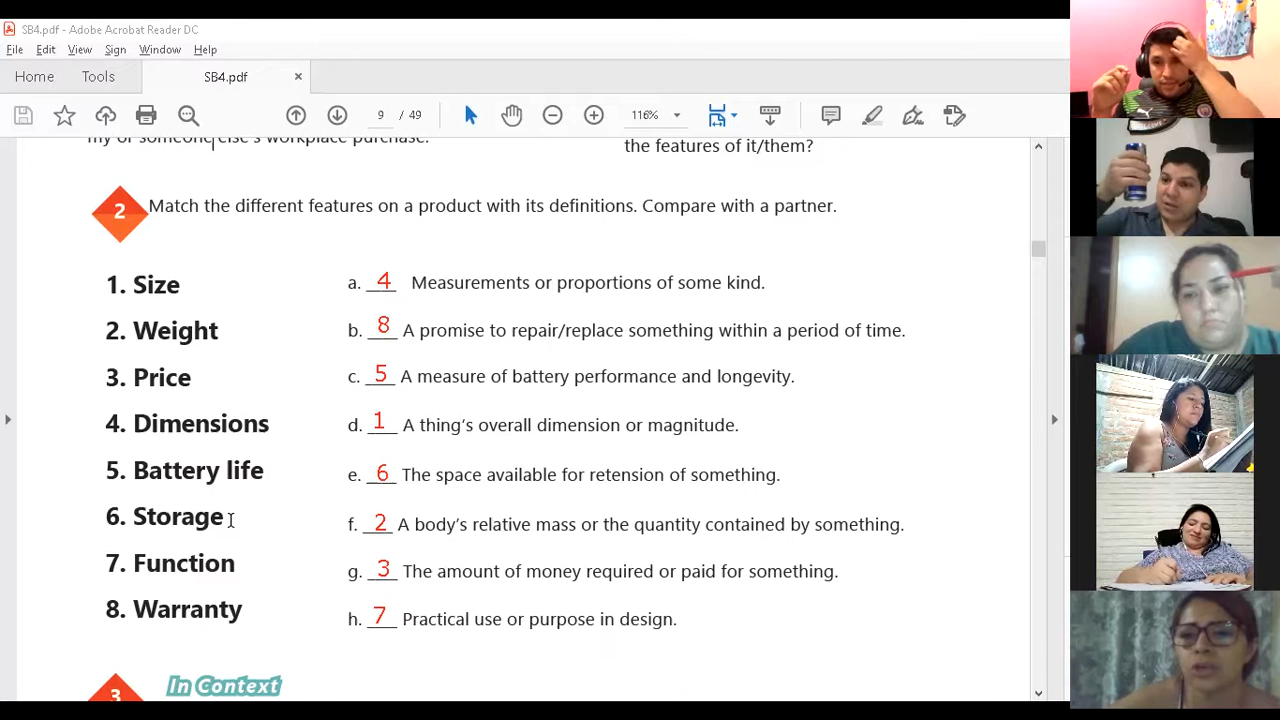 SB4.pdf - Adobe Acrobat Reader DC
File Edit View Sign Window Help
Home Tools SB4.pdf ×
9 / 49 116%
my or someone else's workplace purchase.
the features of it/them?
2 Match the different features on a product with its definitions. Compare with a partner.
1. Size
a. 4 Measurements or proportions of some kind.
2. Weight
b. 8 A promise to repair/replace something within a period of time.
3. Price
c. 5 A measure of battery performance and longevity.
4. Dimensions
d. 1 A thing's overall dimension or magnitude.
5. Battery life
e. 6 The space available for retension of something.
6. Storage
f. 2 A body's relative mass or the quantity contained by something.
7. Function
g. 3 The amount of money required or paid for something.
8. Warranty
h. 7 Practical use or purpose in design.
3 In Context